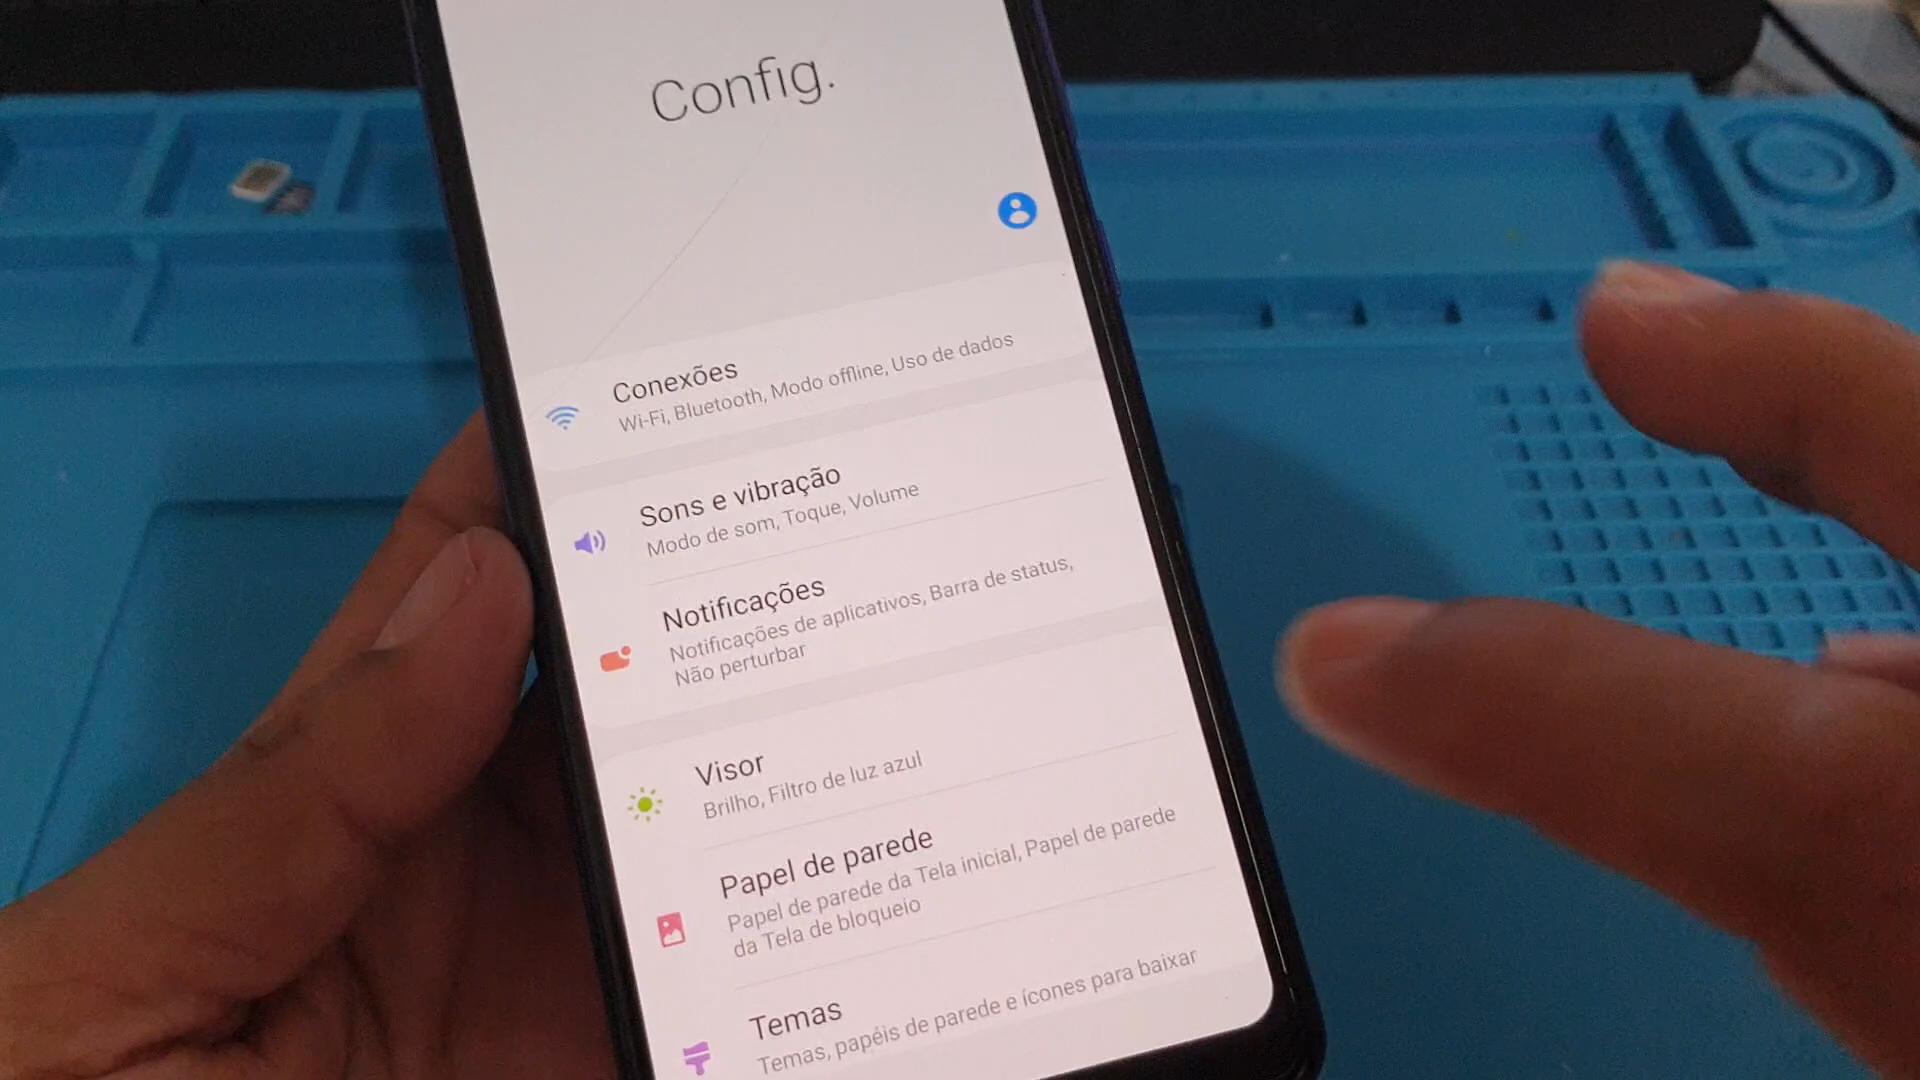 Config.
Conexões
Wi-Fi, Bluetooth, Modo offline, Uso de dados
Sons e vibração
Modo de som, Toque, Volume
Notificações
Notificações de aplicativos, Barra de status,
Não perturbar
Visor
Brilho, Filtro de luz azul
Papel de parede
Papel de parede da Tela inicial, Papel de parede
da Tela de bloqueio
Temas
Temas, papéis de parede e ícones para baixar